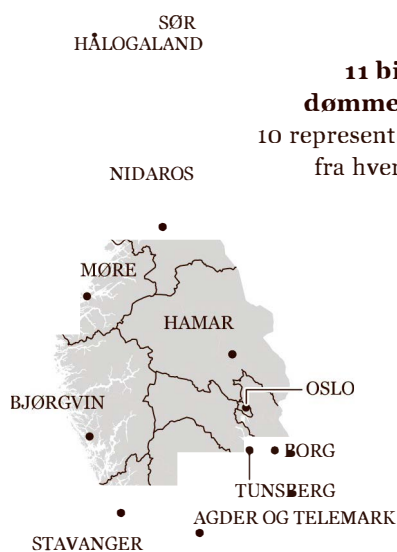 SØR
HÅLOGALAND
11 bi
dømme
10 represent
fra hver
NIDAROS
MØRE
HAMAR
OSLO
BJØRGVIN
BORG
TUNSBERG
AGDER OG TELEMARK
STAVANGER